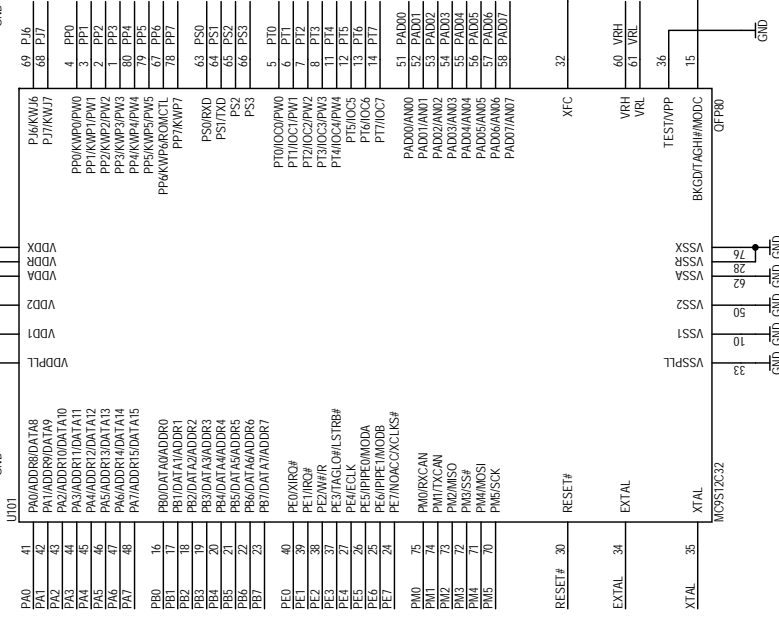 GND
69 PJ6
68 PJ7
4 PP0
3 PP1
2 PP2
1 PP3
80 PP4
79 PP5
67 PP6
78 PP7
63 PS0
64 PS1
65 PS2
66 PS3
5 PT0
6 PT1
7 PT2
8 PT3
11 PT4
12 PT5
13 PT6
14 PT7
51 PAD00
52 PAD01
53 PAD02
54 PAD03
55 PAD04
56 PAD05
57 PAD06
58 PAD07
32
60 VRH
61 VRL
36
15
GND
PJ6/KWJ6
PJ7/KWJ7
PP0/KWP0/PW0
PP1/KWP1/PW1
PP2/KWP2/PW2
PP3/KWP3/PW3
PP4/KWP4/PW4
PP5/KWP5/PW5
PP6/KWP6/ROMCTL
PP7/KWP7
PS0/RXD
PS1/TXD
PS2
PS3
PT0/IOC0/PW0
PT1/IOC1/PW1
PT2/IOC2/PW2
PT3/IOC3/PW3
PT4/IOC4/PW4
PT5/IOC5
PT6/IOC6
PT7/IOC7
PAD00/AN00
PAD01/AN01
PAD02/AN02
PAD03/AN03
PAD04/AN04
PAD05/AN05
PAD06/AN06
PAD07/AN07
XFC
VRH
VRL
TEST/VPP
BKGD/TAGHI#/MODC
QFP80
VDDX
VDDR
VDDA
VDD2
VDD1
VDDPLL
VSSX
VSSR
VSSA
VSS2
VSS1
VSSPLL
76
28
62
50
10
33
GND
GND
GND
GND
GND
GND
U101
PA0/ADDR8/DATA8
PA1/ADDR9/DATA9
PA2/ADDR10/DATA10
PA3/ADDR11/DATA11
PA4/ADDR12/DATA12
PA5/ADDR13/DATA13
PA6/ADDR14/DATA14
PA7/ADDR15/DATA15
PB0/DATA0/ADDR0
PB1/DATA1/ADDR1
PB2/DATA2/ADDR2
PB3/DATA3/ADDR3
PB4/DATA4/ADDR4
PB5/DATA5/ADDR5
PB6/DATA6/ADDR6
PB7/DATA7/ADDR7
PE0/XIRQ#
PE1/IRQ#
PE2/W#/R
PE3/TAGLO#/LSTRB#
PE4/ECLK
PE5/IPIPE0/MODA
PE6/IPIPE1/MODB
PE7/NOACC/XCLKS#
PM0/RXCAN
PM1/TXCAN
PM2/MISO
PM3/SS#
PM4/MOSI
PM5/SCK
RESET#
EXTAL
XTAL
MC9S12C32
PA0 41
PA1 42
PA2 43
PA3 44
PA4 45
PA5 46
PA6 47
PA7 48
PB0 16
PB1 17
PB2 18
PB3 19
PB4 20
PB5 21
PB6 22
PB7 23
PE0 40
PE1 39
PE2 38
PE3 37
PE4 27
PE5 26
PE6 25
PE7 24
PM0 75
PM1 74
PM2 73
PM3 72
PM4 71
PM5 70
RESET# 30
EXTAL 34
XTAL 35